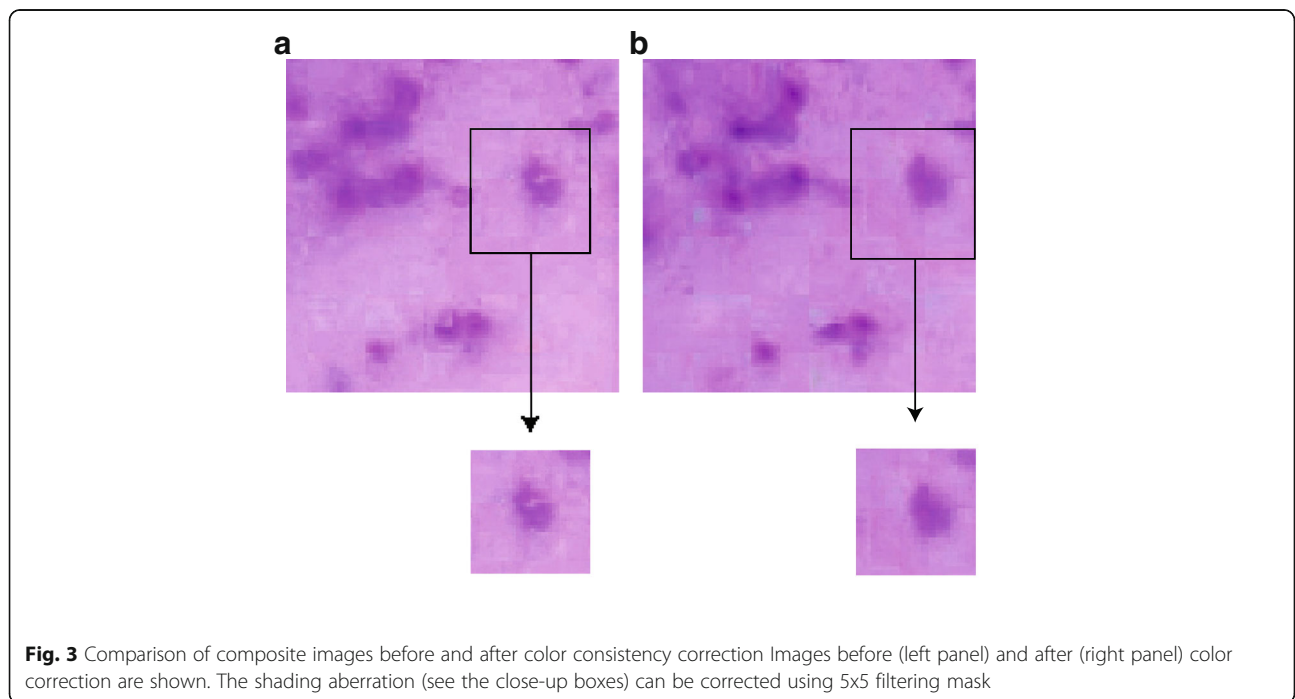 a
b
Fig. 3 Comparison of composite images before and after color consistency correction Images before (left panel) and after (right panel) color
correction are shown. The shading aberration (see the close-up boxes) can be corrected using 5x5 filtering mask